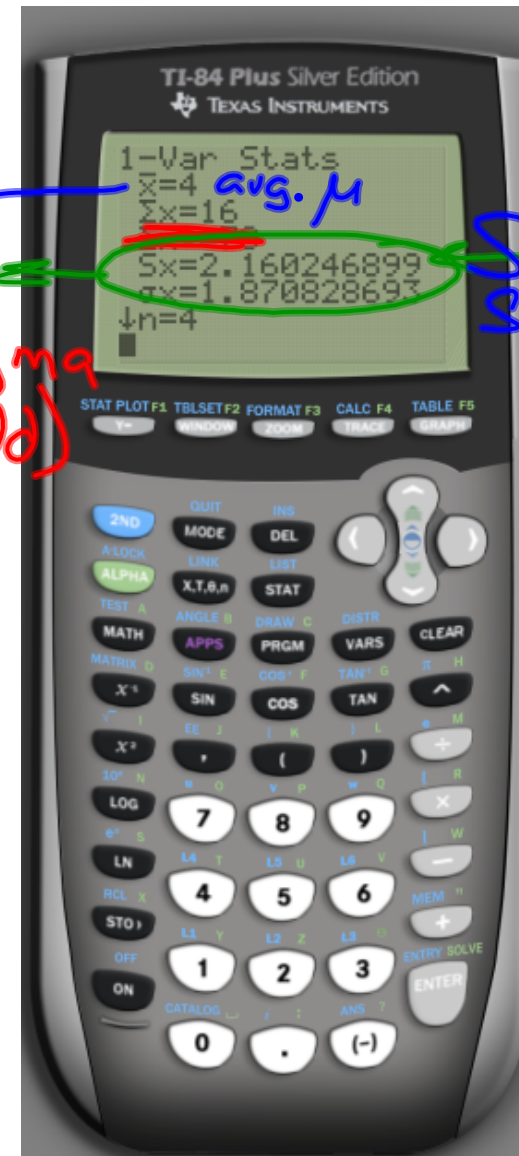 TI-84 Plus Silver Edition
TEXAS INSTRUMENTS
1-Var Stats
x̄=4 avg. μ
Σx=16
Sx=2.160246899
σx=1.870828693
↓n=4
STAT PLOT F1 TBLSET F2 FORMAT F3 CALC F4 TABLE F5
Y= WINDOW ZOOM TRACE GRAPH
QUIT INS
2ND MODE DEL
A-LOCK LINK LIST
ALPHA X,T,θ,n STAT
TEST A ANGLE B DRAW C DISTR
MATH APPS PRGM VARS CLEAR
MATRIX D SIN⁻¹ E COS⁻¹ F TAN⁻¹ G π H
X⁻¹ SIN COS TAN ^
√ I EE J { K } L e M
X² , ( ) ÷
10ˣ N u O v P w Q [ R
LOG 7 8 9 ×
eˣ S L4 T L5 U L6 V ] W
LN 4 5 6 −
RCL X L1 Y L2 Z L3 θ MEM "
STO› 1 2 3 +
OFF CATALOG ⎵ i : ANS ? ENTRY SOLVE
ON 0 . (-) ENTER